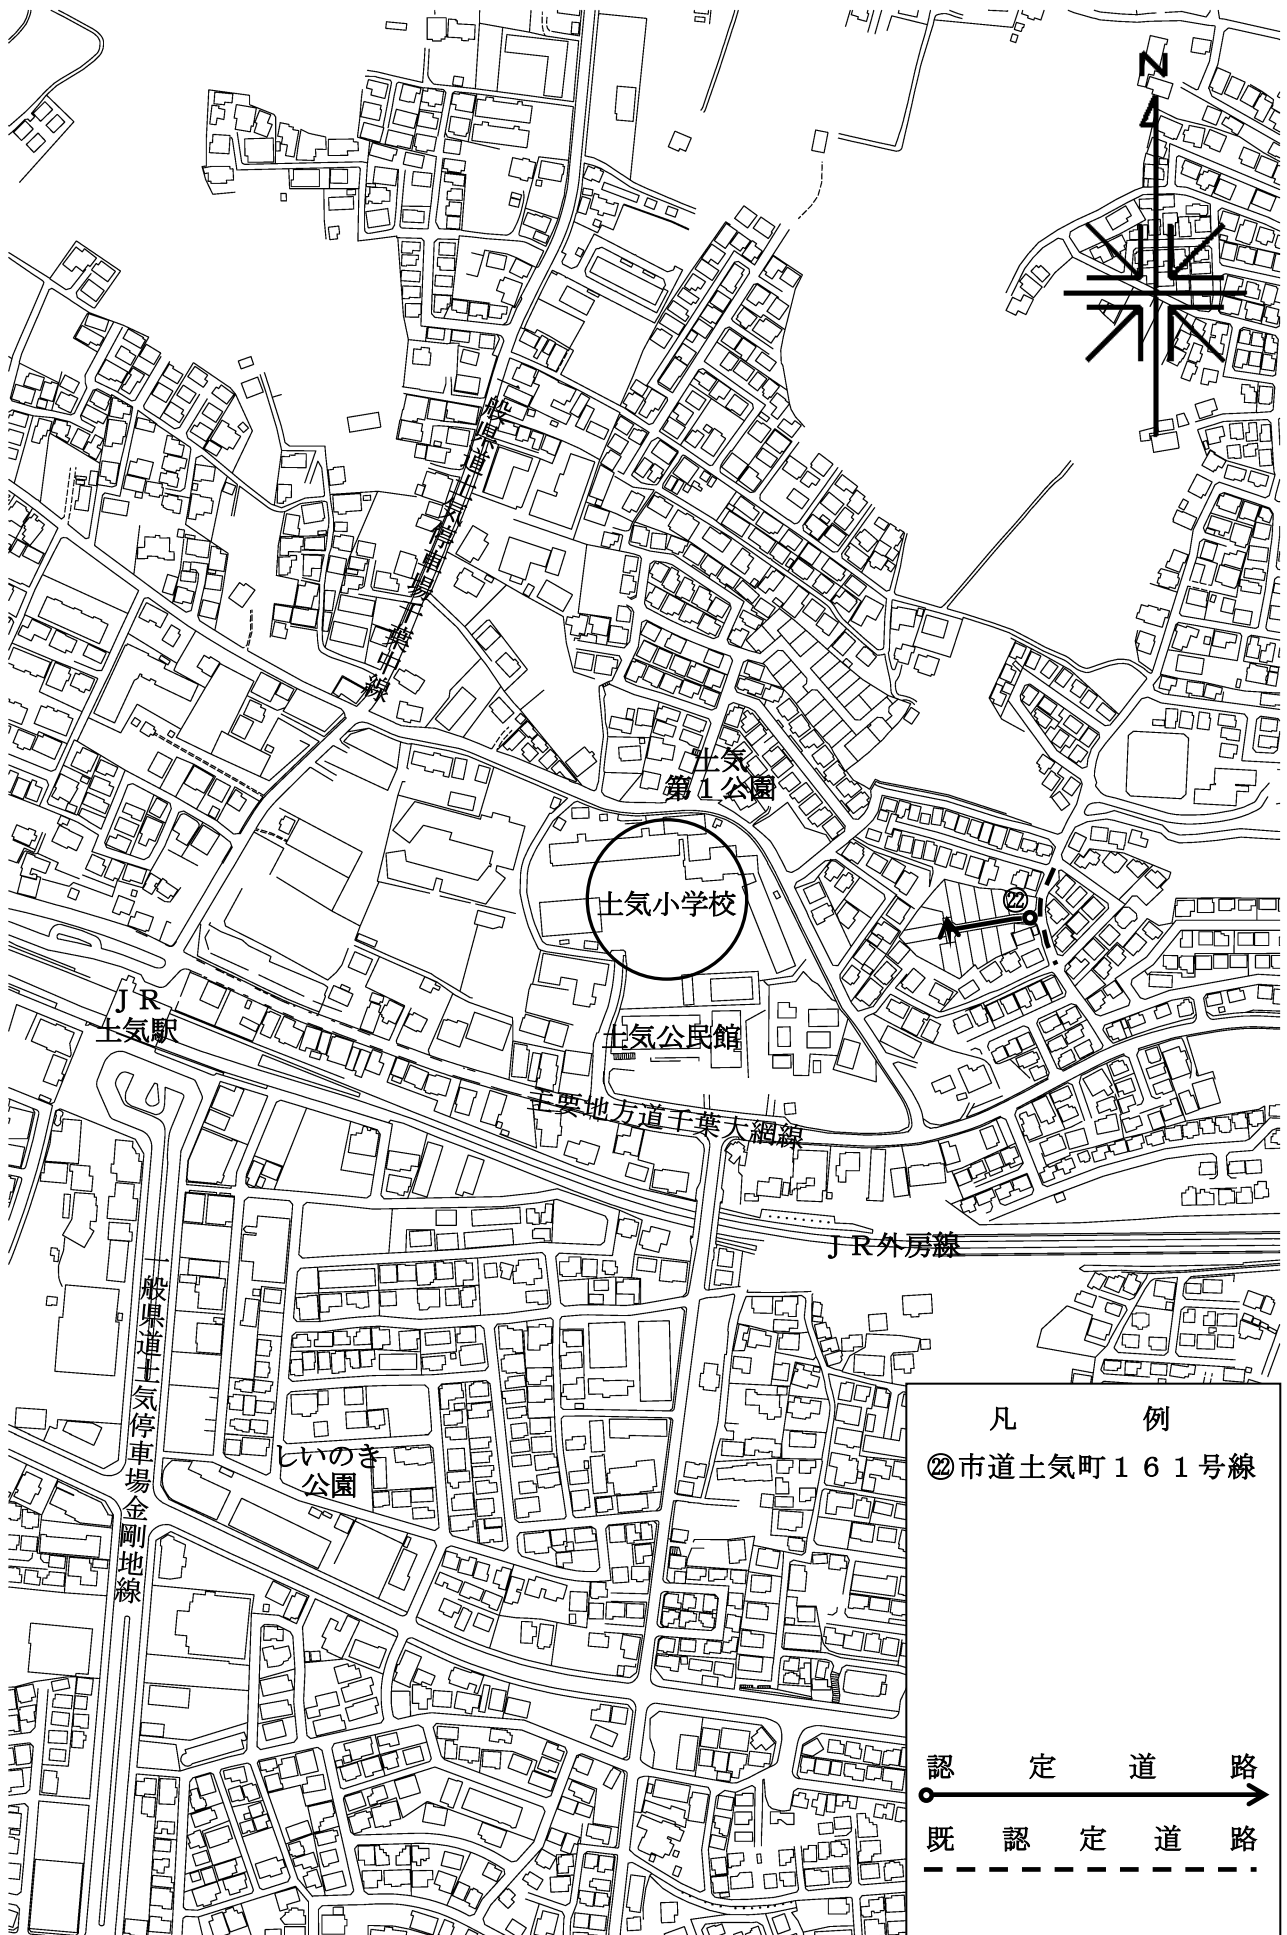 N
一般県道土気停車場千葉中線
土気
第１公園
土気小学校
㉒
ＪＲ
土気駅
土気公民館
主要地方道千葉大網線
ＪＲ外房線
一般県道土気停車場金剛地線
しいのき
公園
凡例
㉒市道土気町１６１号線
認定道路
既認定道路